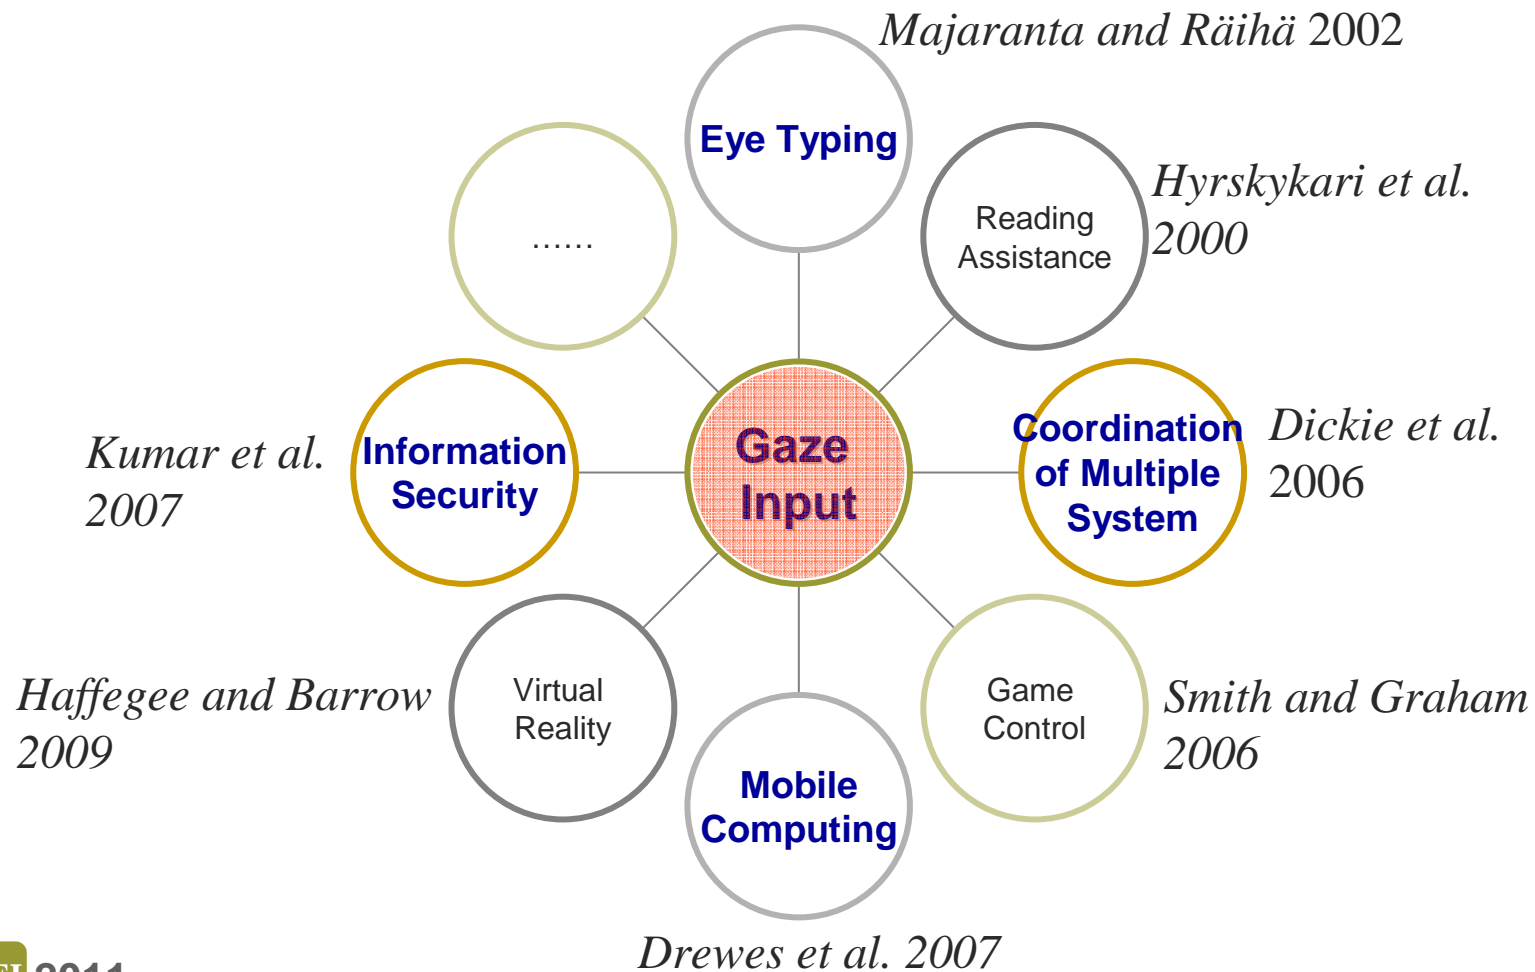 Majaranta and Räihä 2002
Eye Typing
Hyrskykari et al.
2000
Reading
Assistance
......
Gaze
Input
Information
Security
Kumar et al.
2007
Coordination
of Multiple
System
Dickie et al.
2006
Virtual
Reality
Haffegee and Barrow
2009
Game
Control
Smith and Graham
2006
Mobile
Computing
Drewes et al. 2007